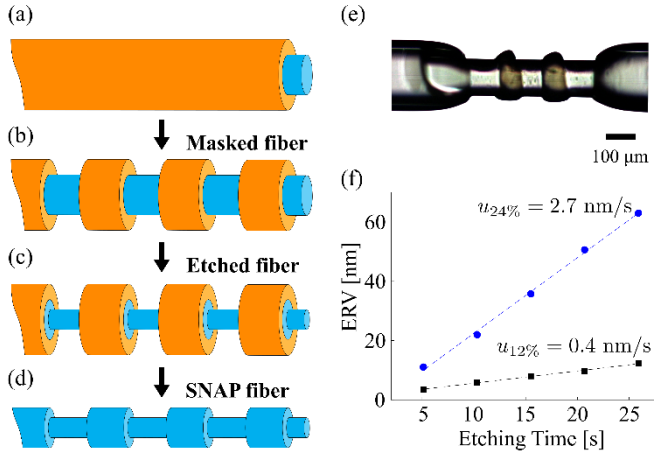 (a)
Masked fiber
(b)
Etched fiber
(c)
SNAP fiber
(d)
(e)
100 μm
(f)
u24% = 2.7 nm/s
u12% = 0.4 nm/s
ERV [nm]
60
40
20
0
5 10 15 20 25
Etching Time [s]